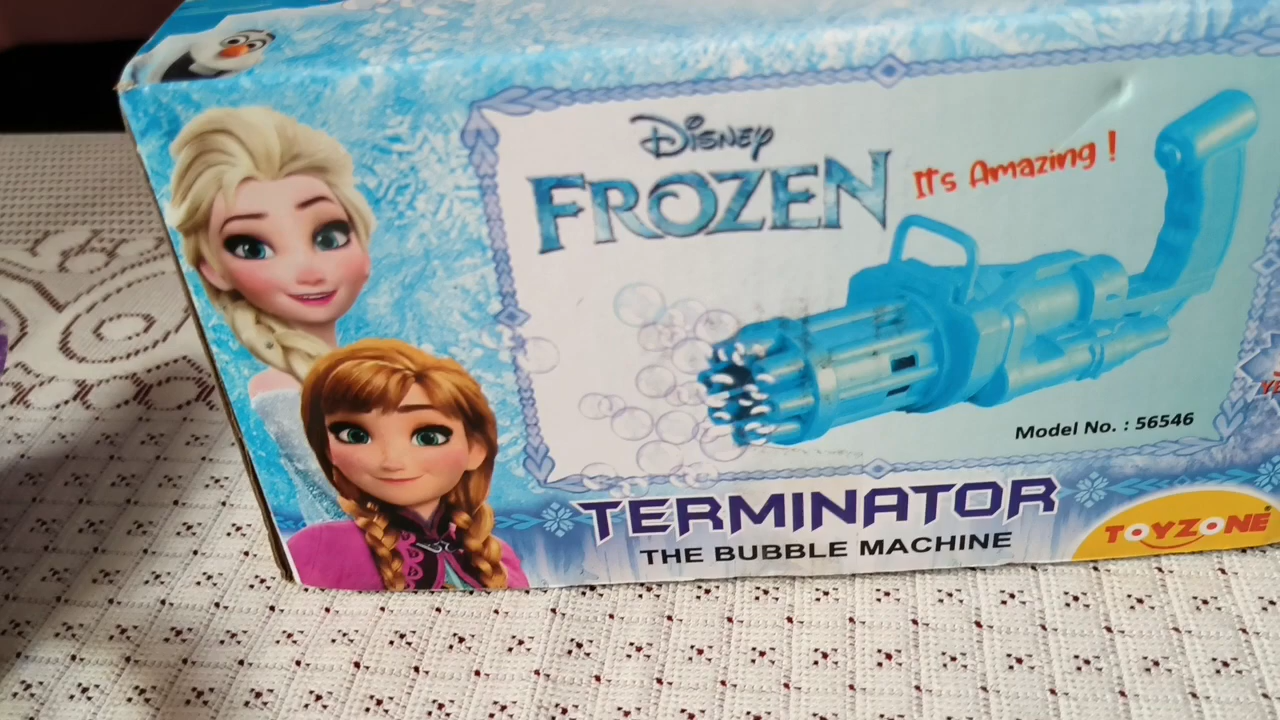 Disney
FROZEN
It's Amazing !
Model No. : 56546
TERMINATOR
THE BUBBLE MACHINE
TOYZONE